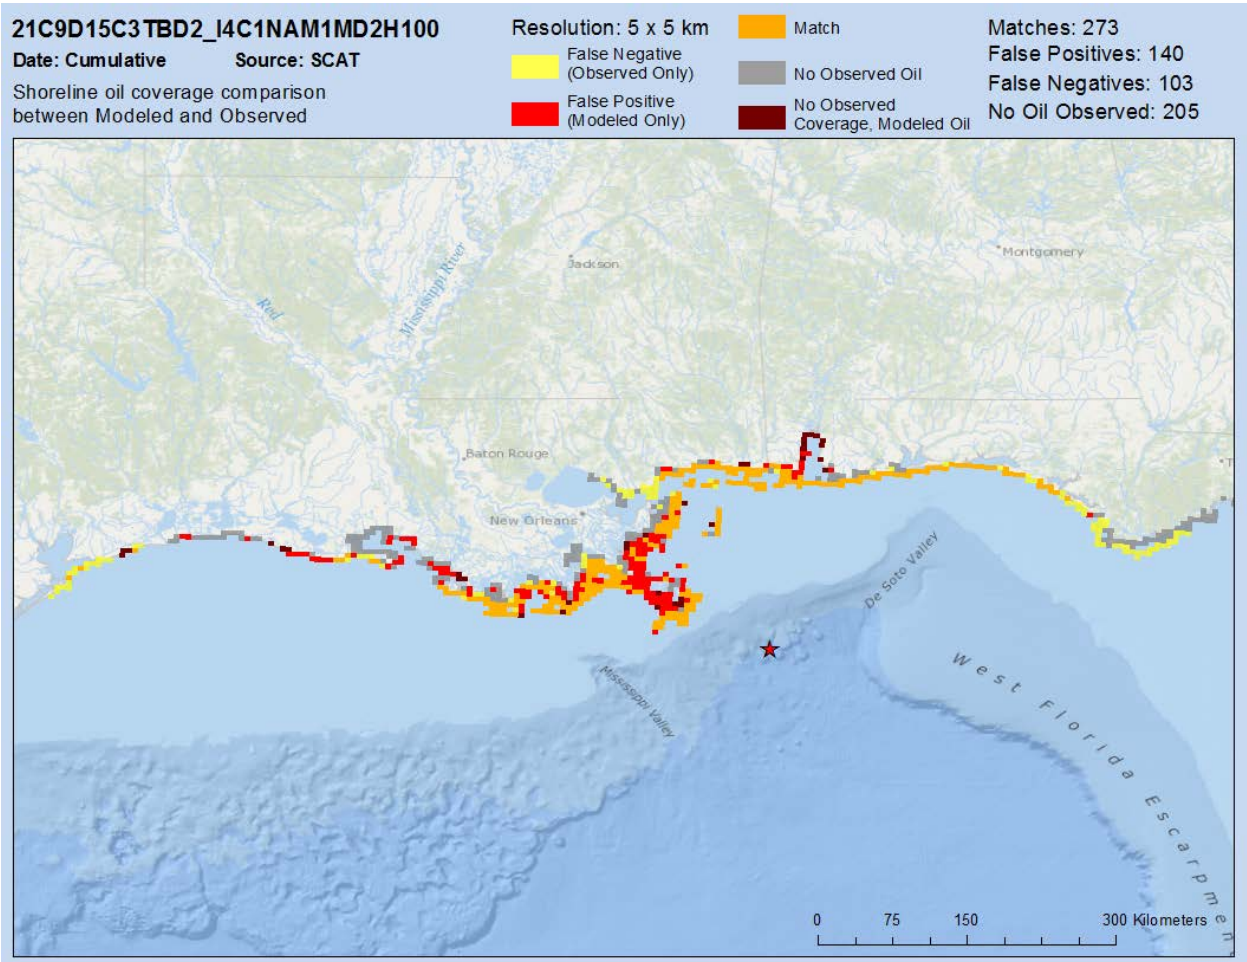 21C9D15C3TBD2_I4C1NAM1MD2H100
Date: Cumulative Source: SCAT
Shoreline oil coverage comparison
between Modeled and Observed
Resolution: 5 x 5 km
False Negative
(Observed Only)
False Positive
(Modeled Only)
Match
No Observed Oil
No Observed
Coverage, Modeled Oil
Matches: 273
False Positives: 140
False Negatives: 103
No Oil Observed: 205
Montgomery
Jackson
Mississippi River
Red
Baton Rouge
T
New Orleans
De Soto Valley
Mississippi Valley
West Florida Escarpmen
0 75 150 300 Kilometers